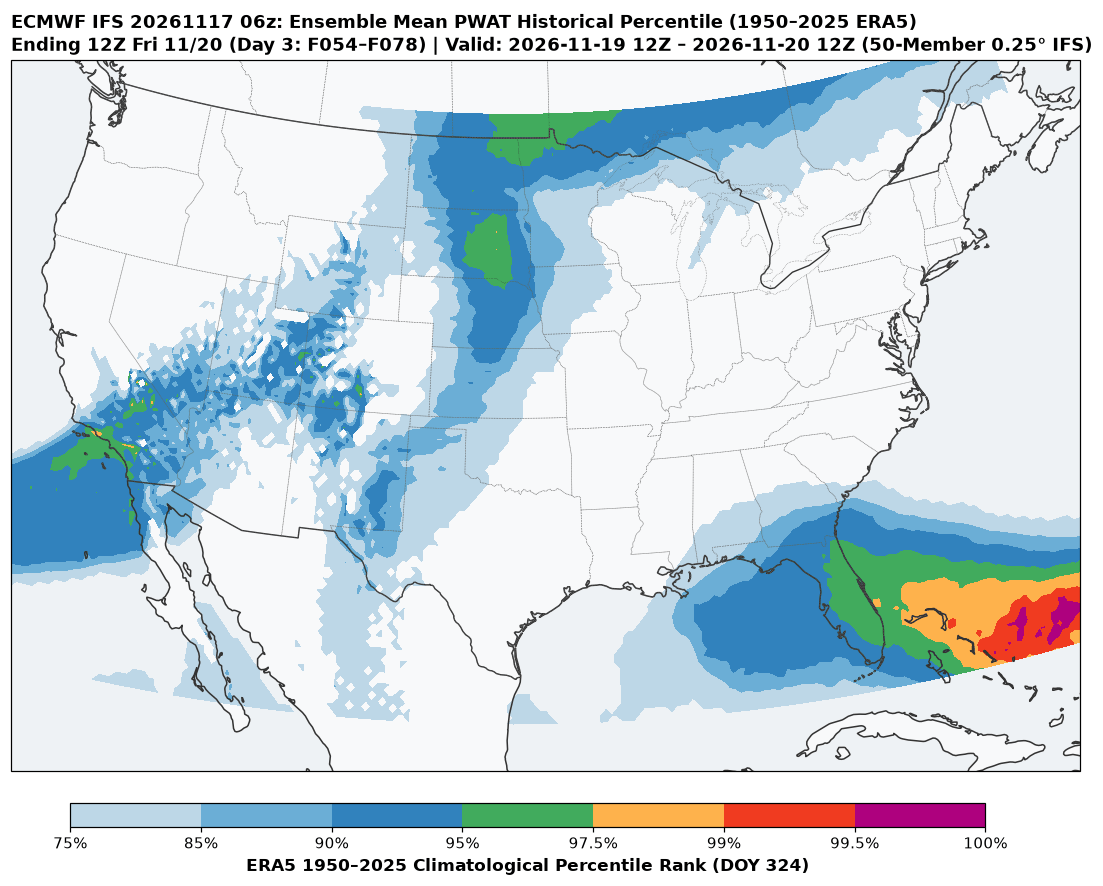 ECMWF IFS 20261117 06z: Ensemble Mean PWAT Historical Percentile (1950–2025 ERA5)
Ending 12Z Fri 11/20 (Day 3: F054–F078) | Valid: 2026-11-19 12Z – 2026-11-20 12Z (50-Member 0.25° IFS)
75% 85% 90% 95% 97.5% 99% 99.5% 100%
ERA5 1950–2025 Climatological Percentile Rank (DOY 324)